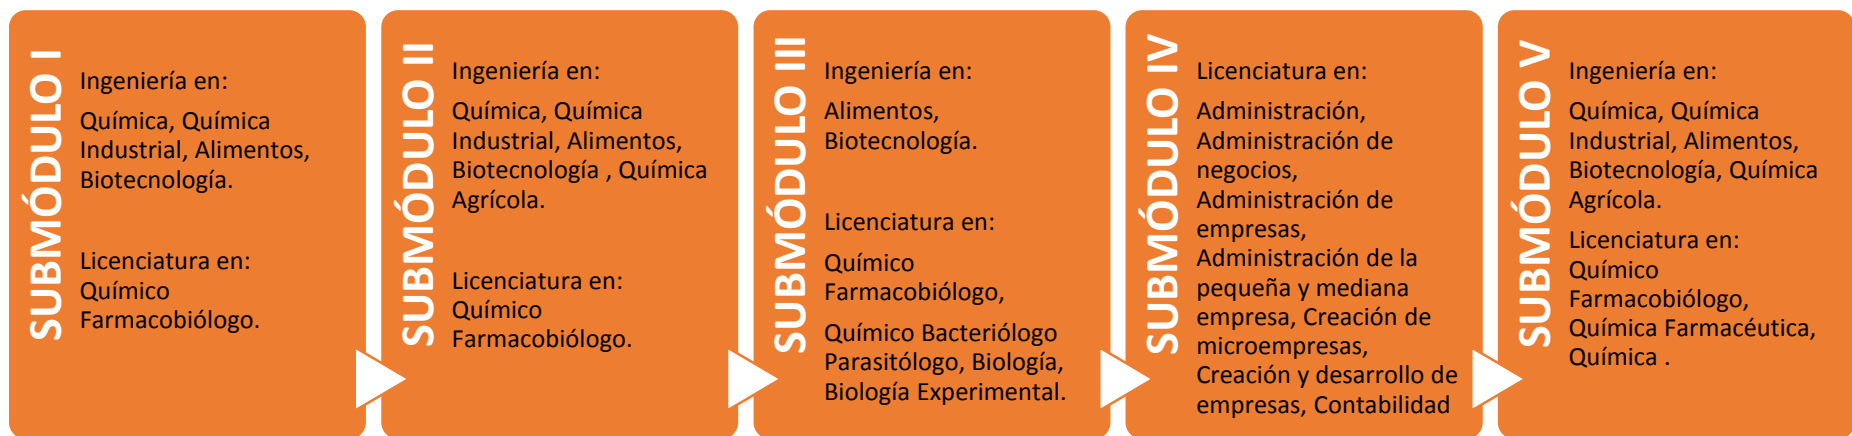 SUBMÓDULO I
Ingeniería en:
Química, Química
Industrial, Alimentos,
Biotecnología.
Licenciatura en:
Químico
Farmacobiólogo.
SUBMÓDULO II
Ingeniería en:
Química, Química
Industrial, Alimentos,
Biotecnología , Química
Agrícola.
Licenciatura en:
Químico
Farmacobiólogo.
SUBMÓDULO III
Ingeniería en:
Alimentos,
Biotecnología.
Licenciatura en:
Químico
Farmacobiólogo,
Químico Bacteriólogo
Parasitólogo, Biología,
Biología Experimental.
SUBMÓDULO IV
Licenciatura en:
Administración,
Administración de
negocios,
Administración de
empresas,
Administración de la
pequeña y mediana
empresa, Creación de
microempresas,
Creación y desarrollo de
empresas, Contabilidad
SUBMÓDULO V
Ingeniería en:
Química, Química
Industrial, Alimentos,
Biotecnología, Química
Agrícola.
Licenciatura en:
Químico
Farmacobiólogo,
Química Farmacéutica,
Química .